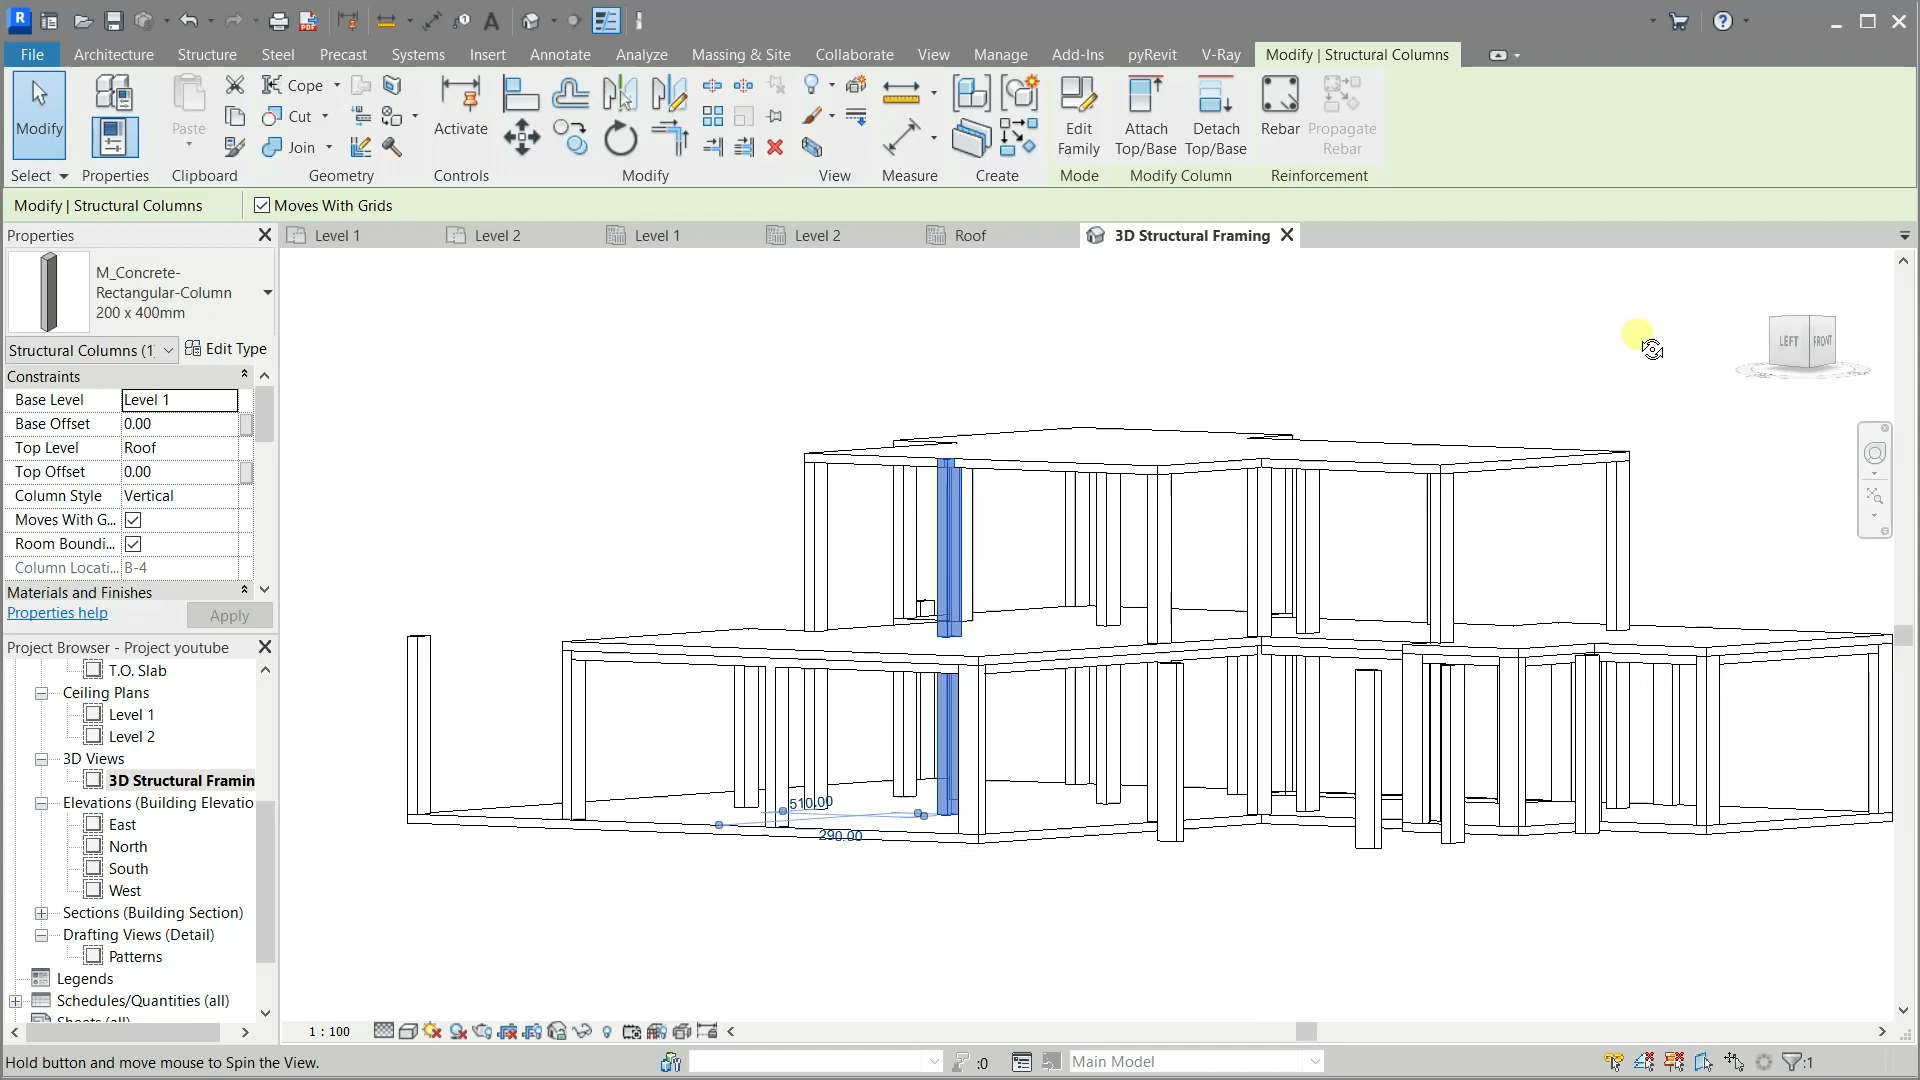 File
Architecture
Structure
Steel
Precast
Systems
Insert
Annotate
Analyze
Massing & Site
Collaborate
View
Manage
Add-Ins
pyRevit
V-Ray
Modify | Structural Columns
Modify
Paste
Cope
Cut
Join
Activate
Edit
Family
Attach
Top/Base
Detach
Top/Base
Rebar
Propagate
Rebar
Select
Properties
Clipboard
Geometry
Controls
Modify
View
Measure
Create
Mode
Modify Column
Reinforcement
Modify | Structural Columns
Moves With Grids
Properties
Level 1
Level 2
Level 1
Level 2
Roof
3D Structural Framing
M_Concrete-
Rectangular-Column
200 x 400mm
Structural Columns (1
Edit Type
Constraints
Base Level
Level 1
Base Offset
0.00
Top Level
Roof
Top Offset
0.00
Column Style
Vertical
Moves With G...
Room Boundi...
Column Locati...
B-4
Materials and Finishes
Properties help
Apply
Project Browser - Project youtube
T.O. Slab
Ceiling Plans
Level 1
Level 2
3D Views
3D Structural Framin
Elevations (Building Elevatio
East
North
South
West
Sections (Building Section)
Drafting Views (Detail)
Patterns
Legends
Schedules/Quantities (all)
Sheets (all)
LEFT
FRONT
510.00
290.00
1 : 100
Hold button and move mouse to Spin the View.
:0
Main Model
:1